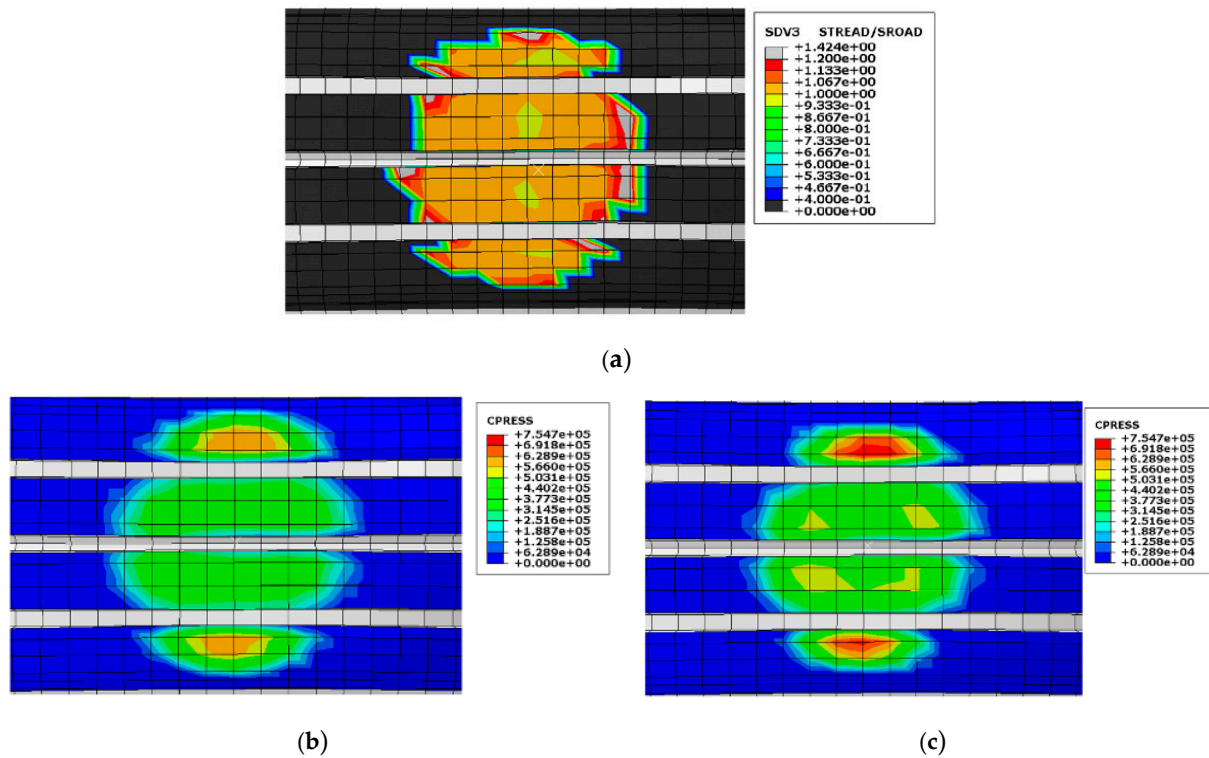 SDV3 STREAD/SROAD
+1.424e+00
+1.200e+00
+1.133e+00
+1.067e+00
+1.000e+00
+9.333e-01
+8.667e-01
+8.000e-01
+7.333e-01
+6.667e-01
+6.000e-01
+5.333e-01
+4.667e-01
+4.000e-01
+0.000e+00
(a)
CPRESS
+7.547e+05
+6.918e+05
+6.289e+05
+5.660e+05
+5.031e+05
+4.402e+05
+3.773e+05
+3.145e+05
+2.516e+05
+1.887e+05
+1.258e+05
+6.289e+04
+0.000e+00
(b)
CPRESS
+7.547e+05
+6.918e+05
+6.289e+05
+5.660e+05
+5.031e+05
+4.402e+05
+3.773e+05
+3.145e+05
+2.516e+05
+1.887e+05
+1.258e+05
+6.289e+04
+0.000e+00
(c)